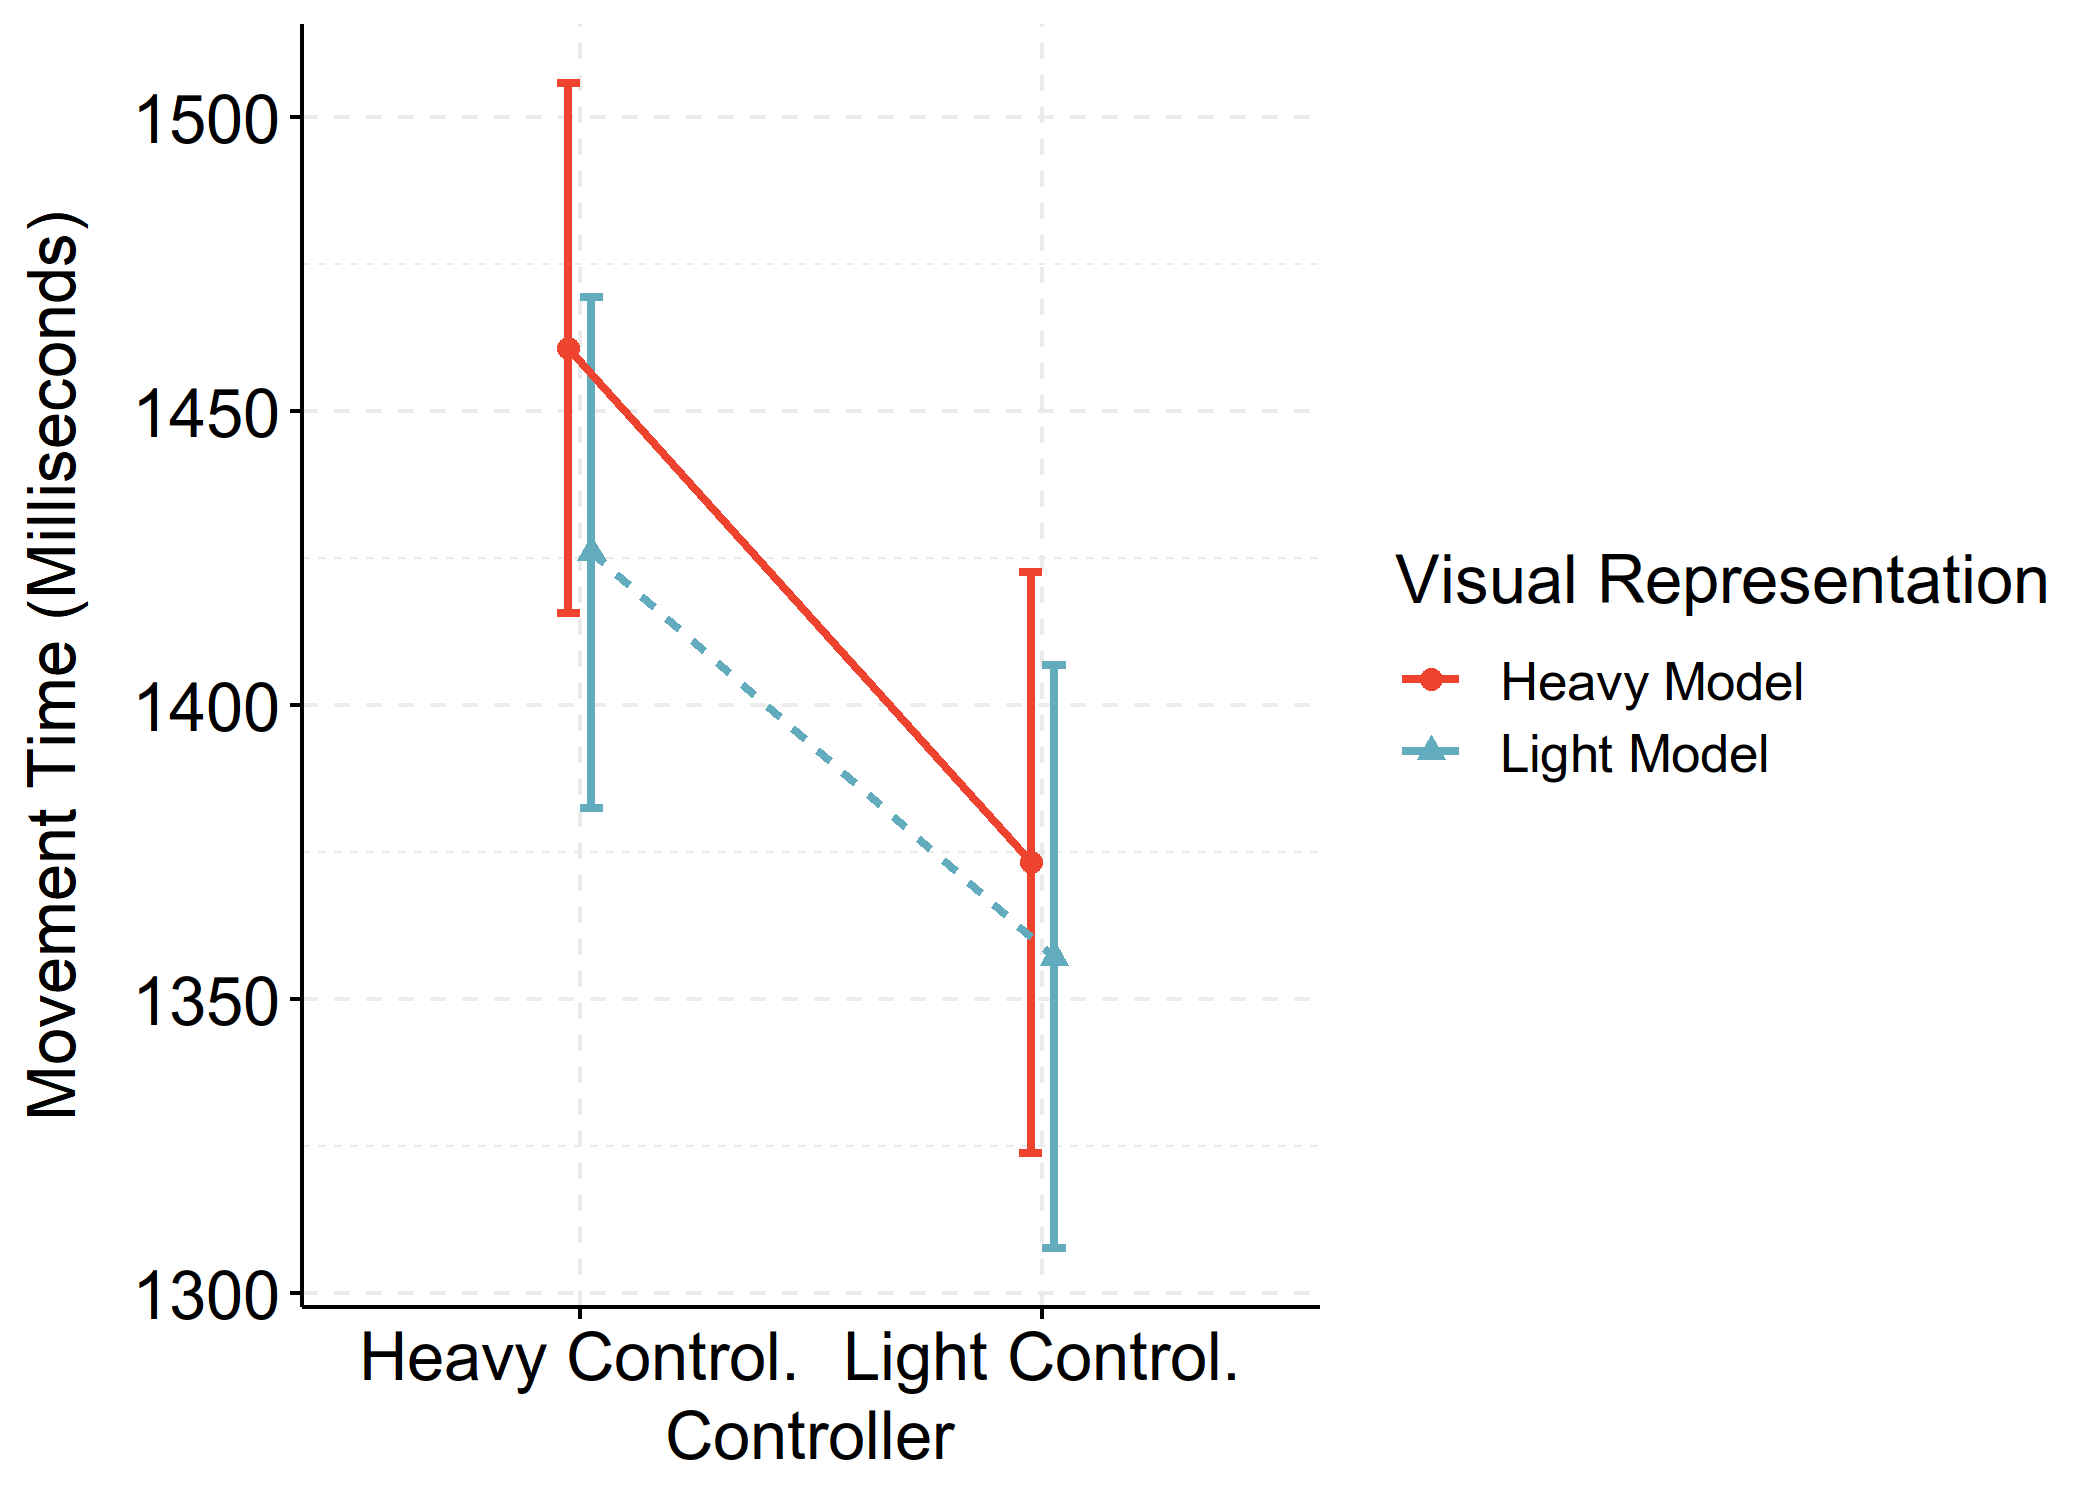 Movement Time (Milliseconds)
1500
1450
1400
1350
1300
Heavy Control. Light Control.
Controller
Visual Representation
Heavy Model
Light Model